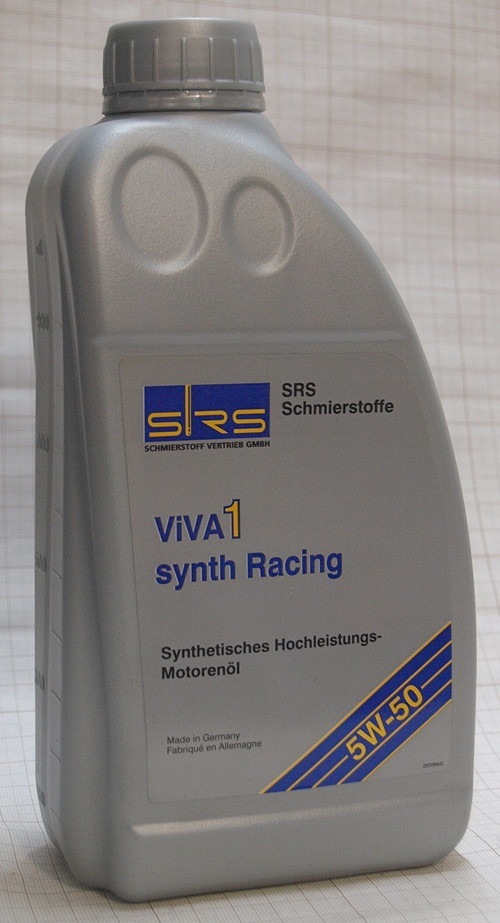 SRS
SCHMIERSTOFF VERTRIEB GMBH
SRS
Schmierstoffe
ViVA1
synth Racing
Synthetisches Hochleistungs-
Motorenöl
5W-50
Made in Germany
Fabriqué en Allemagne